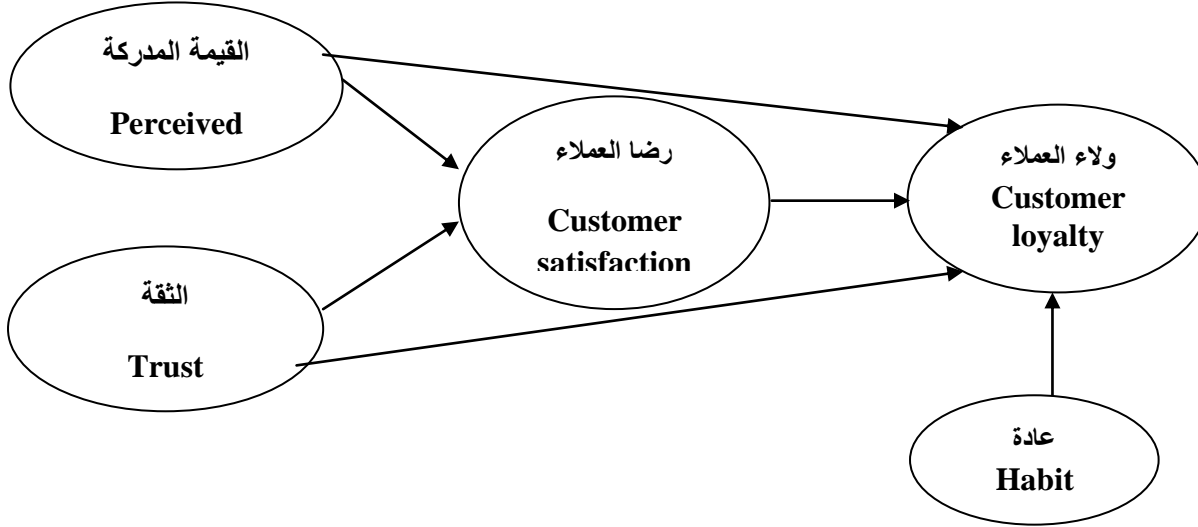 القيمة المدركة
Perceived
رضا العملاء
Customer
satisfaction
ولاء العملاء
Customer
loyalty
الثقة
Trust
عادة
Habit